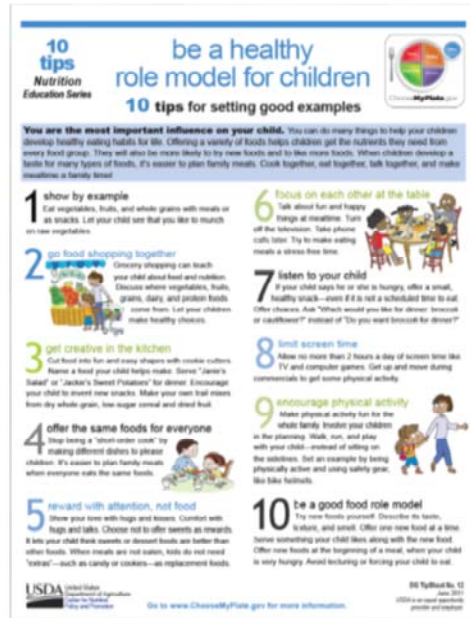 10
tips
Nutrition
Education Series
be a healthy
role model for children
10 tips for setting good examples
ChooseMyPlate.gov
You are the most important influence on your child. You can do many things to help your children
develop healthy eating habits for life. Offering a variety of foods helps children get the nutrients they need from
every food group. They will also be more likely to try new foods and to like more foods. When children develop a
taste for many types of foods, it's easier to plan family meals. Cook together, eat together, talk together, and make
mealtime a family time!
1 show by example
Eat vegetables, fruits, and whole grains with meals or
as snacks. Let your child see that you like to munch
on raw vegetables.
2 go food shopping together
Grocery shopping can teach
your child about food and nutrition.
Discuss where vegetables, fruits,
grains, dairy, and protein foods
come from. Let your children
make healthy choices.
3 get creative in the kitchen
Cut food into fun and easy shapes with cookie cutters.
Name a food your child helps make. Serve "Janie's
Salad" or "Jackie's Sweet Potatoes" for dinner. Encourage
your child to invent new snacks. Make your own trail mixes
from dry whole grain, low-sugar cereal and dried fruit.
4 offer the same foods for everyone
Stop being a "short-order cook" by
making different dishes to please
children. It's easier to plan family meals
when everyone eats the same foods.
5 reward with attention, not food
Show your love with hugs and kisses. Comfort with
hugs and talks. Choose not to offer sweets as rewards.
It lets your child think sweets or dessert foods are better than
other foods. When meals are not eaten, kids do not need
"extras"—such as candy or cookies—as replacement foods.
6 focus on each other at the table
Talk about fun and happy
things at mealtime. Turn
off the television. Take phone
calls later. Try to make eating
meals a stress-free time.
7 listen to your child
If your child says he or she is hungry, offer a small,
healthy snack—even if it is not a scheduled time to eat.
Offer choices. Ask "Which would you like for dinner: broccoli
or cauliflower?" instead of "Do you want broccoli for dinner?"
8 limit screen time
Allow no more than 2 hours a day of screen time like
TV and computer games. Get up and move during
commercials to get some physical activity.
9 encourage physical activity
Make physical activity fun for the
whole family. Involve your children
in the planning. Walk, run, and play
with your child—instead of sitting on
the sidelines. Set an example by being
physically active and using safety gear,
like bike helmets.
10 be a good food role model
Try new foods yourself. Describe its taste,
texture, and smell. Offer one new food at a time.
Serve something your child likes along with the new food.
Offer new foods at the beginning of a meal, when your child
is very hungry. Avoid lecturing or forcing your child to eat.
USDA
United States
Department of Agriculture
Center for Nutrition
Policy and Promotion
Go to www.ChooseMyPlate.gov for more information.
DG TipSheet No. 12
June 2011
USDA is an equal opportunity
provider and employer.